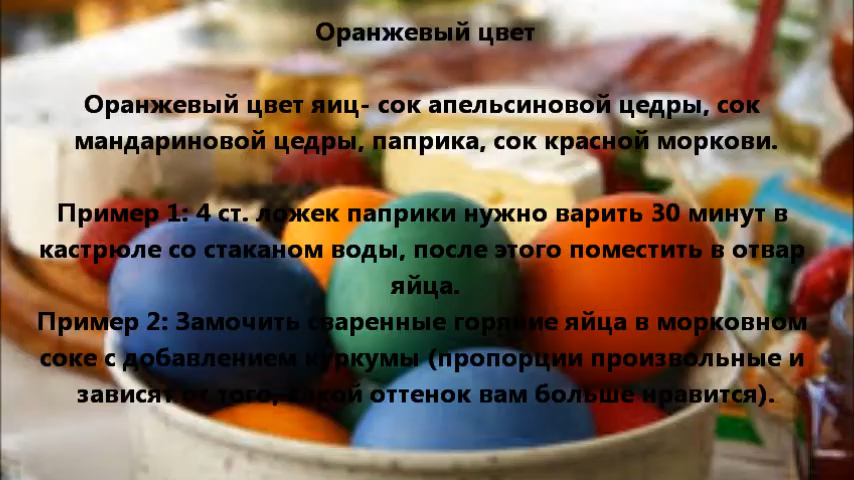 Оранжевый цвет
Оранжевый цвет яиц- сок апельсиновой цедры, сок
мандариновой цедры, паприка, сок красной моркови.
Пример 1: 4 ст. ложек паприки нужно варить 30 минут в
кастрюле со стаканом воды, после этого поместить в отвар
яйца.
Пример 2: Замочить сваренные горячие яйца в морковном
соке с добавлением куркумы (пропорции произвольные и
зависят от того, какой оттенок вам больше нравится).